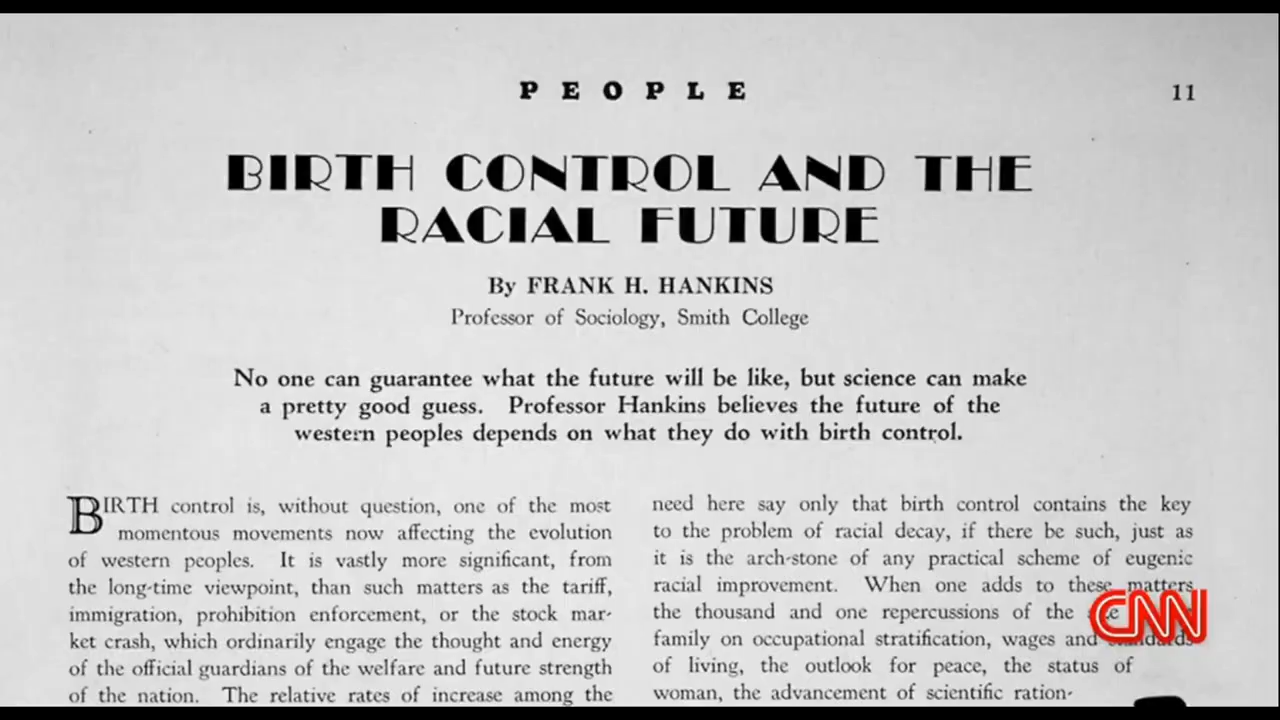 PEOPLE
11
BIRTH CONTROL AND THE
RACIAL FUTURE
By FRANK H. HANKINS
Professor of Sociology, Smith College
No one can guarantee what the future will be like, but science can make
a pretty good guess. Professor Hankins believes the future of the
western peoples depends on what they do with birth control.
BIRTH control is, without question, one of the most
momentous movements now affecting the evolution
of western peoples. It is vastly more significant, from
the long-time viewpoint, than such matters as the tariff,
immigration, prohibition enforcement, or the stock mar-
ket crash, which ordinarily engage the thought and energy
of the official guardians of the welfare and future strength
of the nation. The relative rates of increase among the
need here say only that birth control contains the key
to the problem of racial decay, if there be such, just as
it is the arch-stone of any practical scheme of eugenic
racial improvement. When one adds to these matters
the thousand and one repercussions of the
family on occupational stratification, wages and standards
of living, the outlook for peace, the status of
woman, the advancement of scientific ration-
CNN